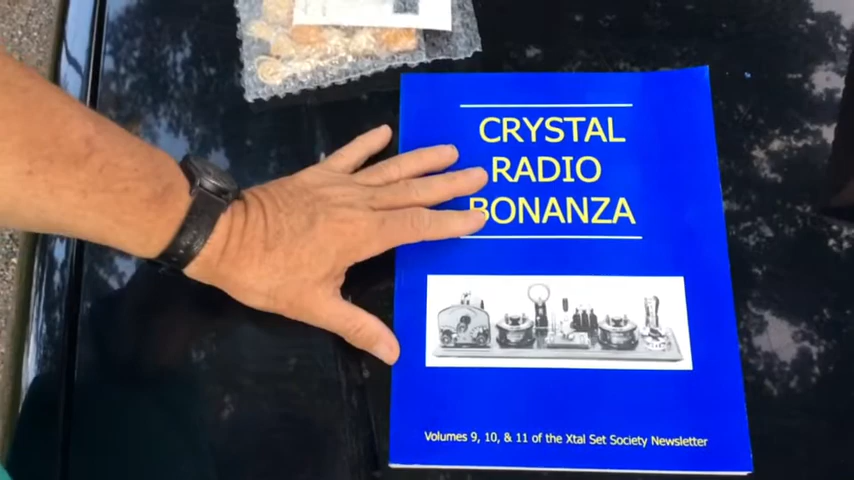 CRYSTAL
RADIO
BONANZA
Volumes 9, 10, & 11 of the Xtal Set Society Newsletter